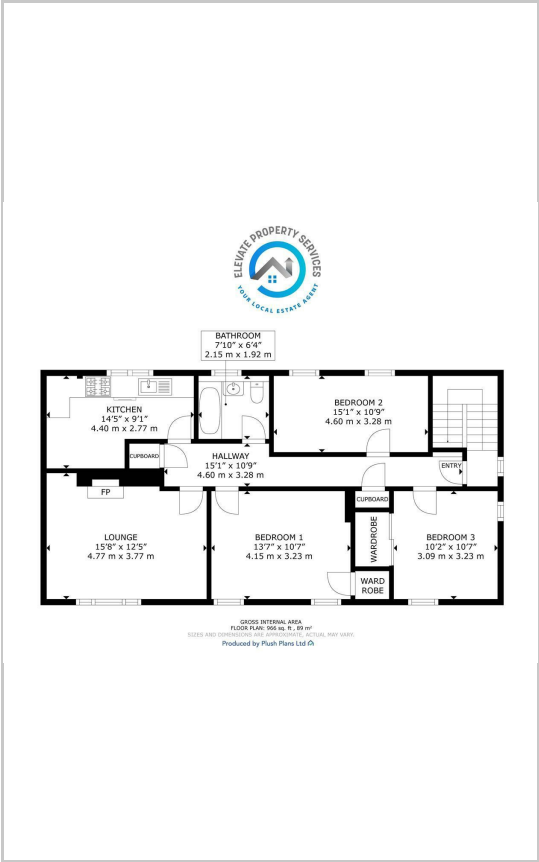 ELEVATE PROPERTY SERVICES
YOUR LOCAL ESTATE AGENT
BATHROOM
7'10" x 6'4"
2.15 m x 1.92 m
KITCHEN
14'5" x 9'1"
4.40 m x 2.77 m
BEDROOM 2
15'1" x 10'9"
4.60 m x 3.28 m
CUPBOARD
HALLWAY
15'1" x 10'9"
4.60 m x 3.28 m
ENTRY
FP
CUPBOARD
LOUNGE
15'8" x 12'5"
4.77 m x 3.77 m
BEDROOM 1
13'7" x 10'7"
4.15 m x 3.23 m
WARDROBE
BEDROOM 3
10'2" x 10'7"
3.09 m x 3.23 m
WARD
ROBE
GROSS INTERNAL AREA
FLOOR PLAN: 966 sq. ft , 89 m²
SIZES AND DIMENSIONS ARE APPROXIMATE, ACTUAL MAY VARY.
Produced by Plush Plans Ltd